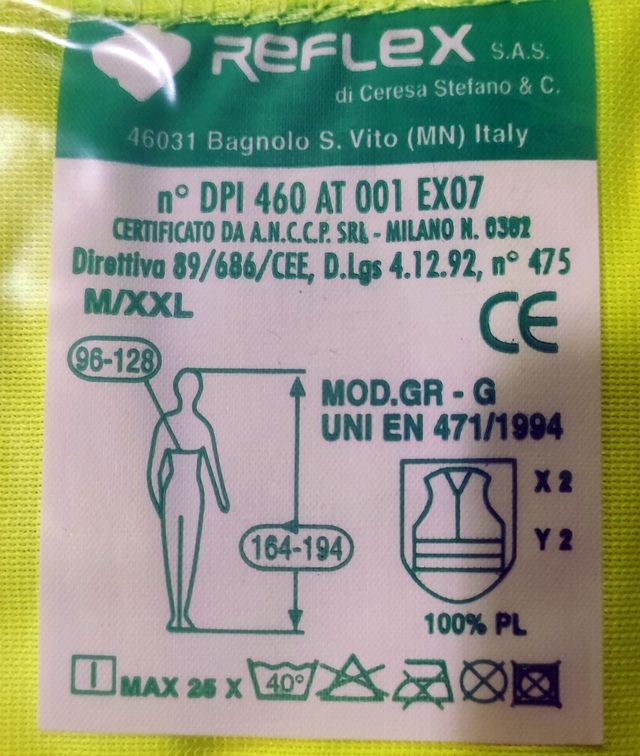 REFLEX S.A.S.
di Ceresa Stefano & C.
46031 Bagnolo S. Vito (MN) Italy
n° DPI 460 AT 001 EX07
CERTIFICATO DA A.N.C.C.P. SRL - MILANO N. 0302
Direttiva 89/686/CEE, D.Lgs 4.12.92, n° 475
M/XXL
CE
96-128
MOD.GR - G
UNI EN 471/1994
X 2
Y 2
164-194
100% PL
I MAX 25 X 40°